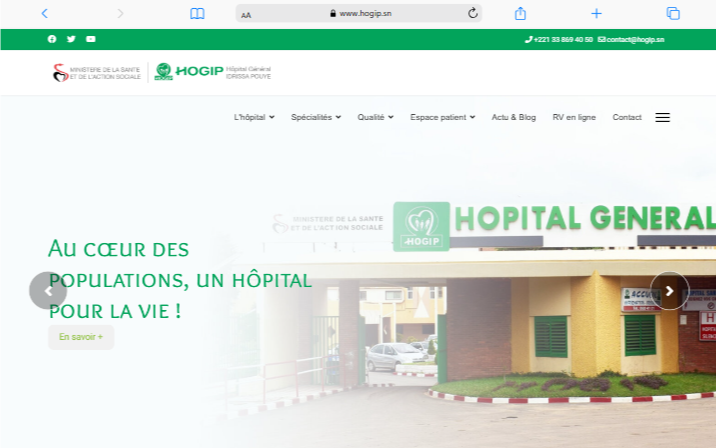 AA
www.hogip.sn
+221 33 869 40 50 contact@hogip.sn
MINISTERE DE LA SANTE
ET DE L'ACTION SOCIALE
HOGIP
Hôpital Général
IDRISSA POUYE
L'hôpital Spécialités Qualité Espace patient Actu & Blog RV en ligne Contact
MINISTERE DE LA SANTE
ET DE L'ACTION SOCIALE
HOGIP
HOPITAL GENERAL
AU CŒUR DES
POPULATIONS, UN HÔPITAL
POUR LA VIE !
En savoir +
ACCUEIL